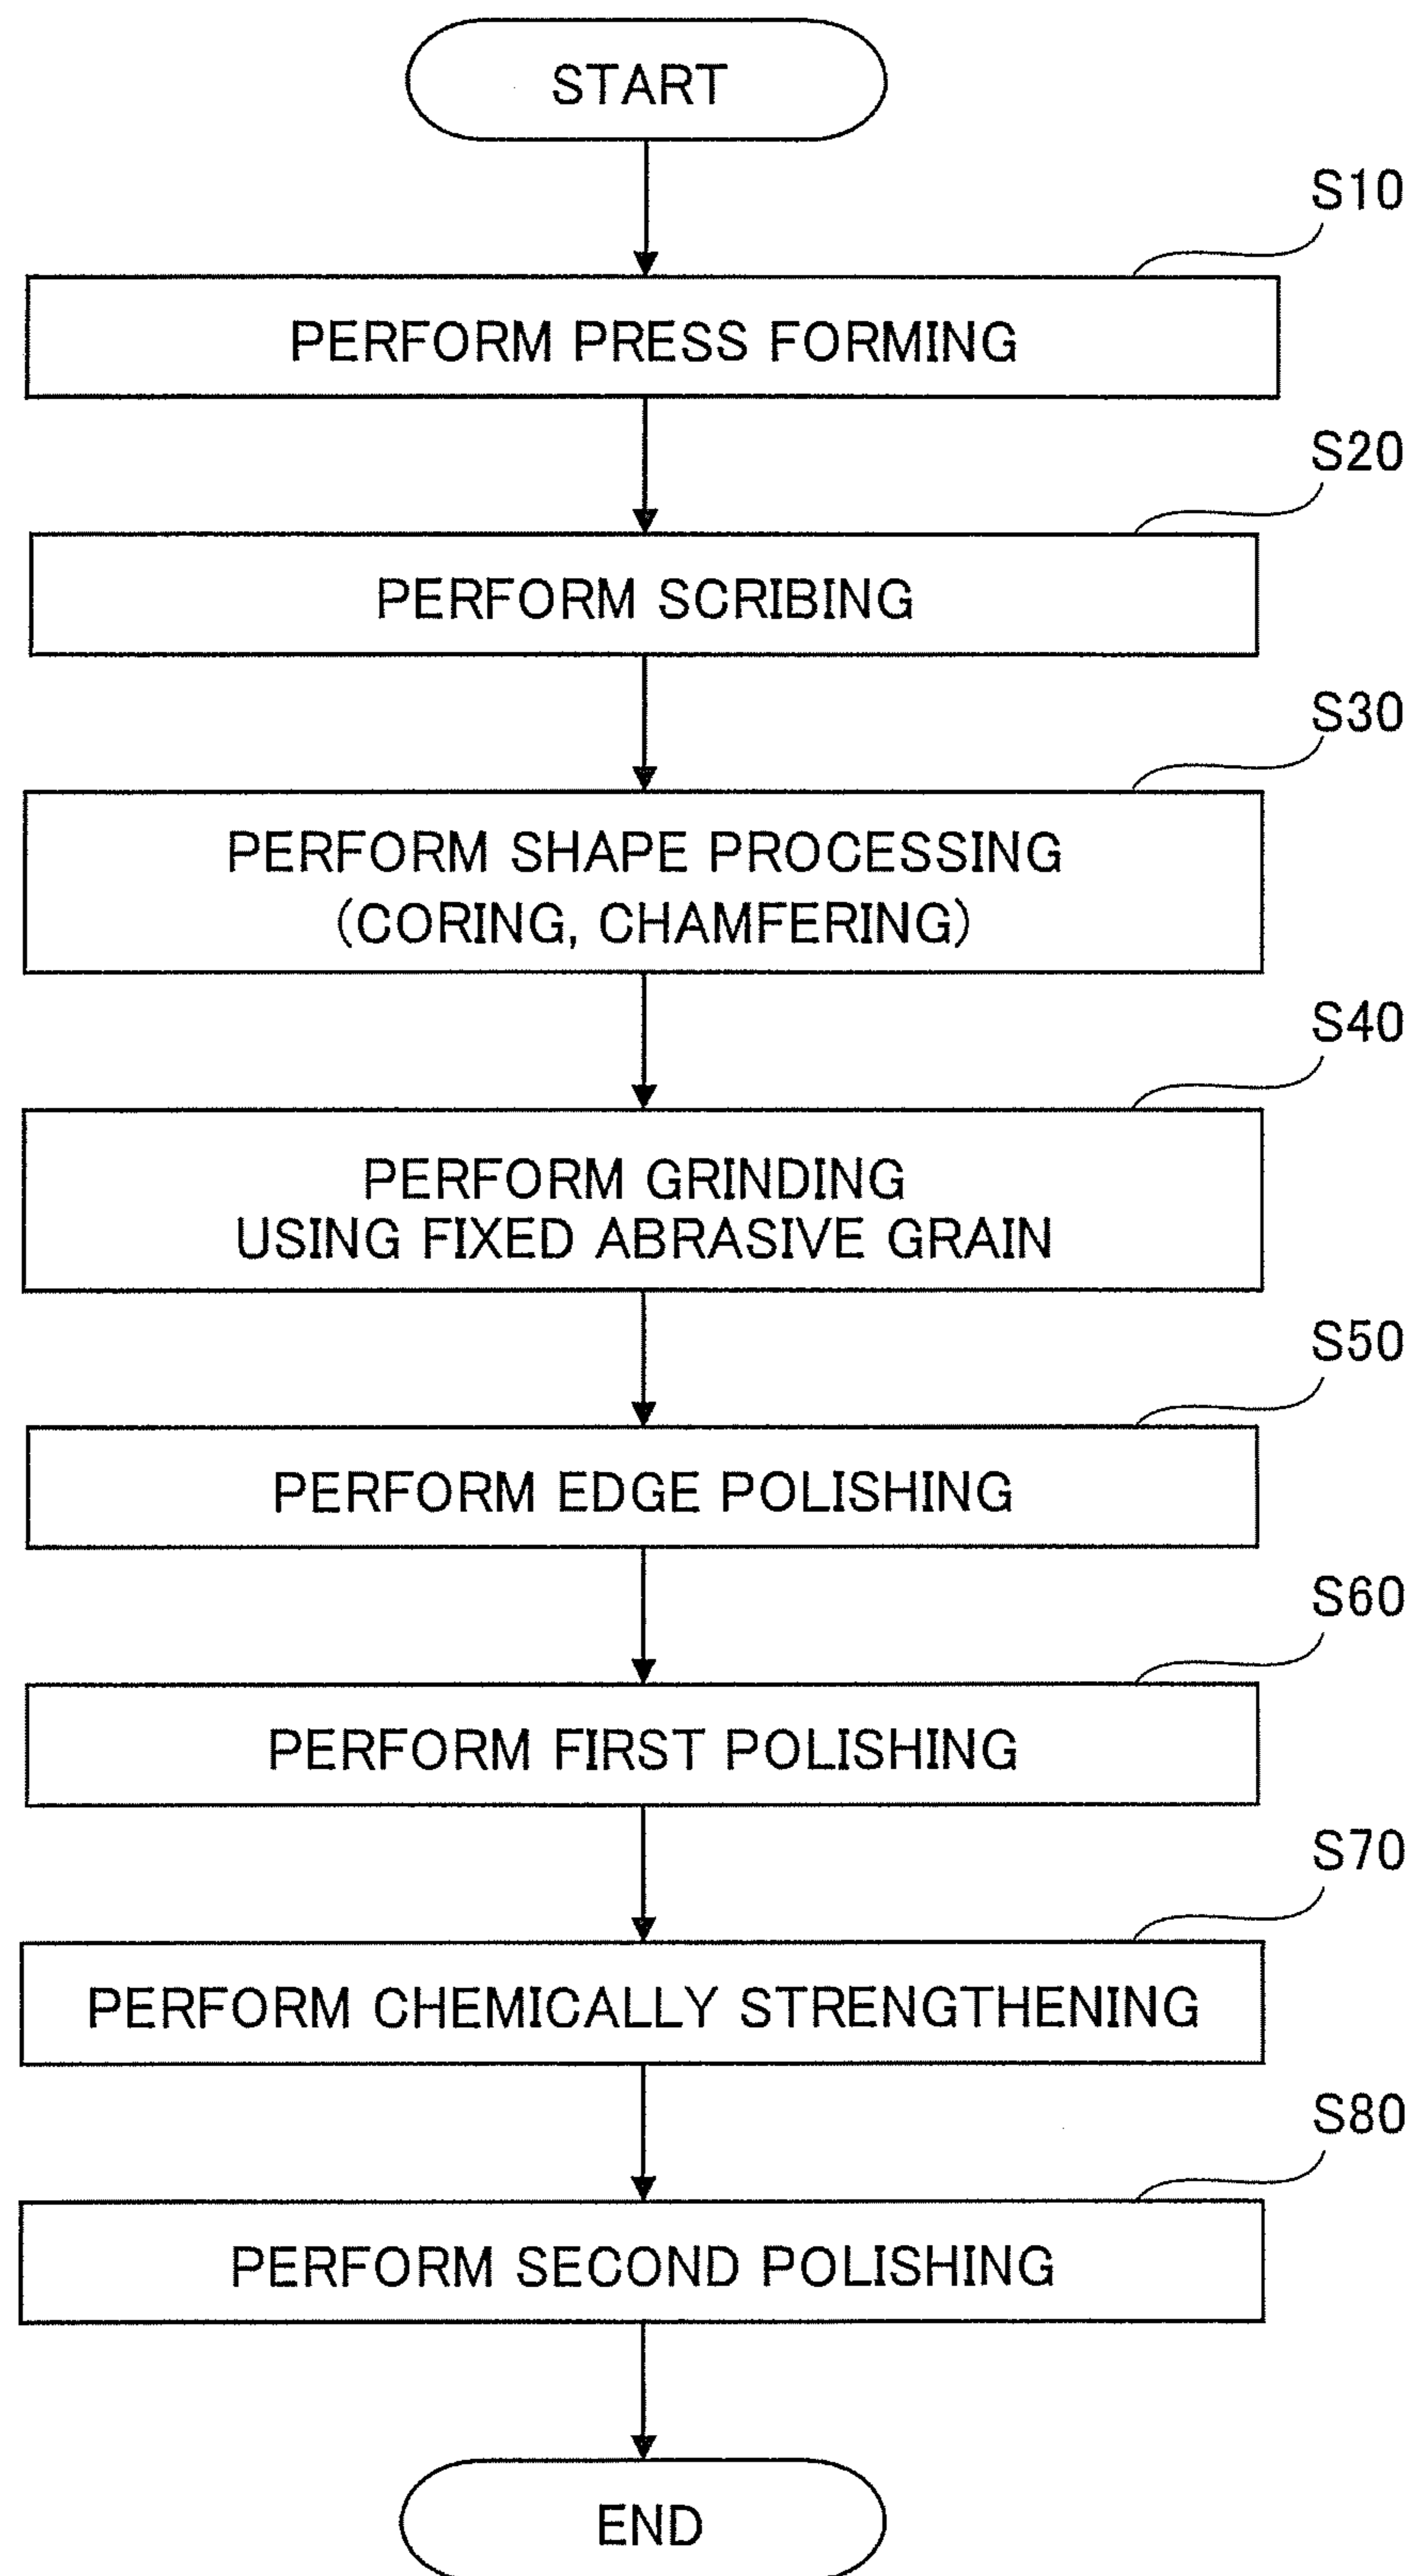 START
S10
PERFORM PRESS FORMING
S20
PERFORM SCRIBING
S30
PERFORM SHAPE PROCESSING
(CORING, CHAMFERING)
S40
PERFORM GRINDING
USING FIXED ABRASIVE GRAIN
S50
PERFORM EDGE POLISHING
S60
PERFORM FIRST POLISHING
S70
PERFORM CHEMICALLY STRENGTHENING
S80
PERFORM SECOND POLISHING
END